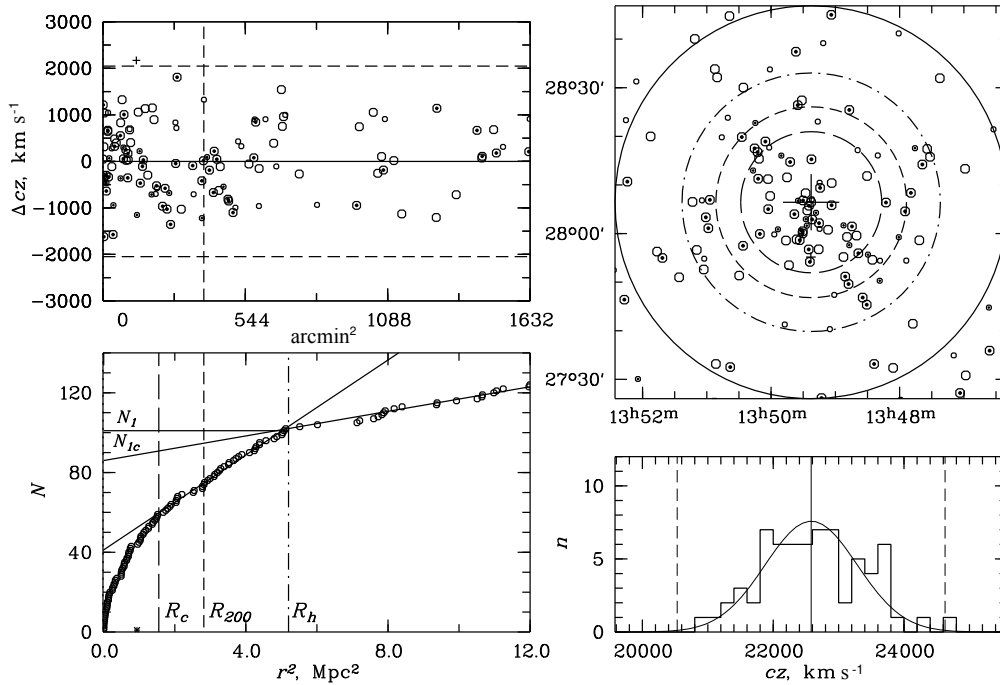 3000
2000
1000
0
-1000
-2000
-3000
Δcz, km s⁻¹
0 544 1088 1632
arcmin²
28°30′
28°00′
27°30′
13ʰ52ᵐ 13ʰ50ᵐ 13ʰ48ᵐ
120
80
40
0
N
N₁
N₁c
R_c R₂₀₀ R_h
0.0 4.0 8.0 12.0
r², Mpc²
10
5
0
n
20000 22000 24000
cz, km s⁻¹